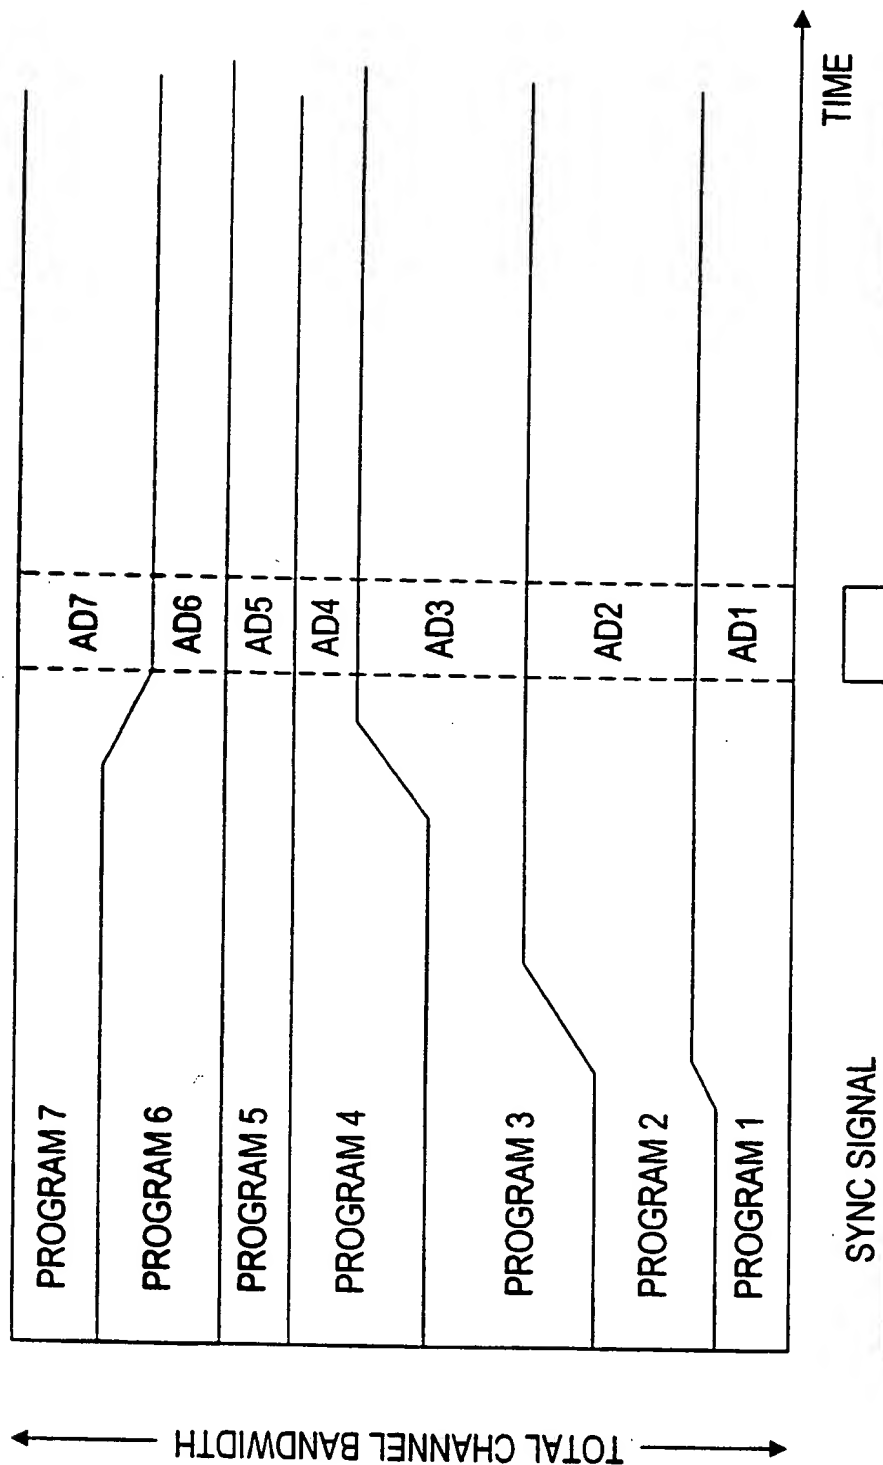 TOTAL CHANNEL BANDWIDTH
PROGRAM 7
AD7
PROGRAM 6
AD6
PROGRAM 5
AD5
PROGRAM 4
AD4
PROGRAM 3
AD3
PROGRAM 2
AD2
PROGRAM 1
AD1
TIME
SYNC SIGNAL